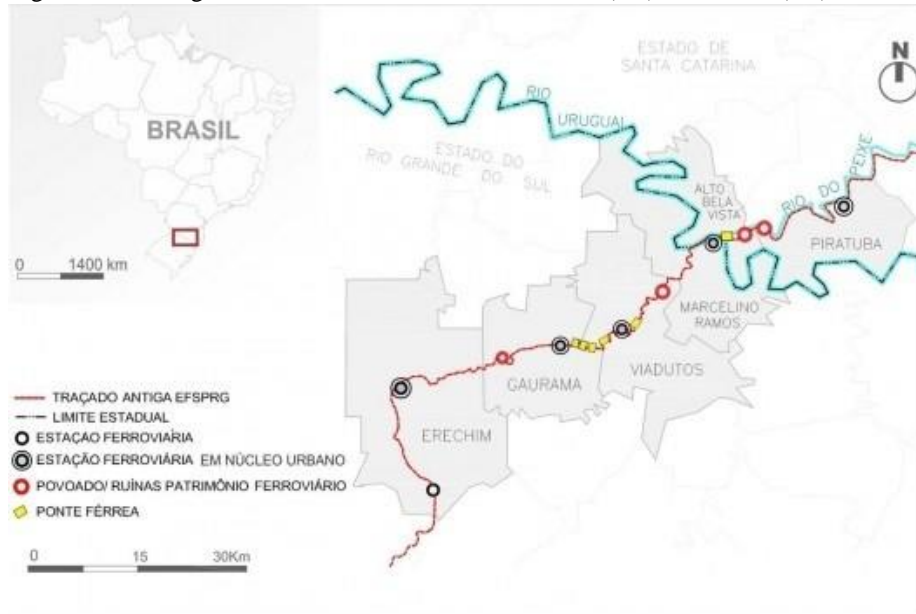 BRASIL
0 1400 km
ESTADO DE
SANTA CATARINA
N
RIO
URUGUAI
ESTADO DO
RIO GRANDE DO SUL
ALTO
BELA
VISTA
RIO DO PEIXE
PIRATUBA
MARCELINO
RAMOS
VIADUTOS
GAURAMA
ERECHIM
TRAÇADO ANTIGA EFSPRG
LIMITE ESTADUAL
ESTAÇÃO FERROVIÁRIA
ESTAÇÃO FERROVIÁRIA EM NÚCLEO URBANO
POVOADO/ RUÍNAS PATRIMÔNIO FERROVIÁRIO
PONTE FÉRREA
0 15 30Km